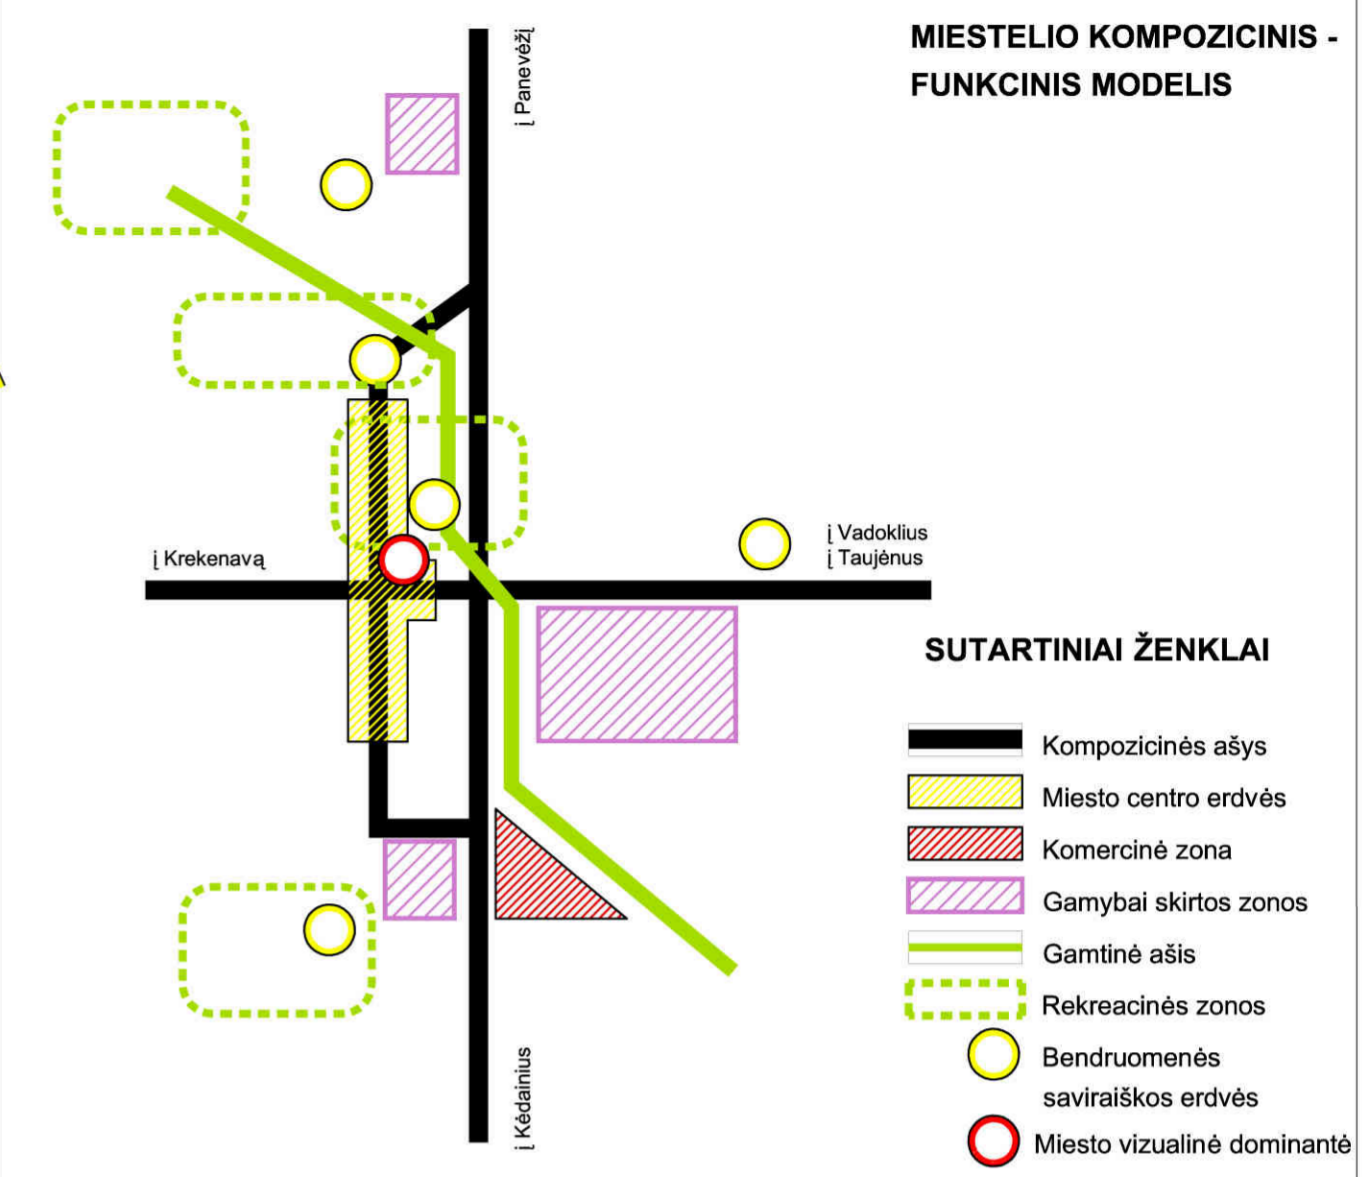 MIESTELIO KOMPOZICINIS -
FUNKCINIS MODELIS
į Panevėžį
į Krekenavą
į Vadoklius
į Taujėnus
į Kėdainius
SUTARTINIAI ŽENKLAI
Kompozicinės ašys
Miesto centro erdvės
Komercinė zona
Gamybai skirtos zonos
Gamtinė ašis
Rekreacinės zonos
Bendruomenės
saviraiškos erdvės
Miesto vizualinė dominantė